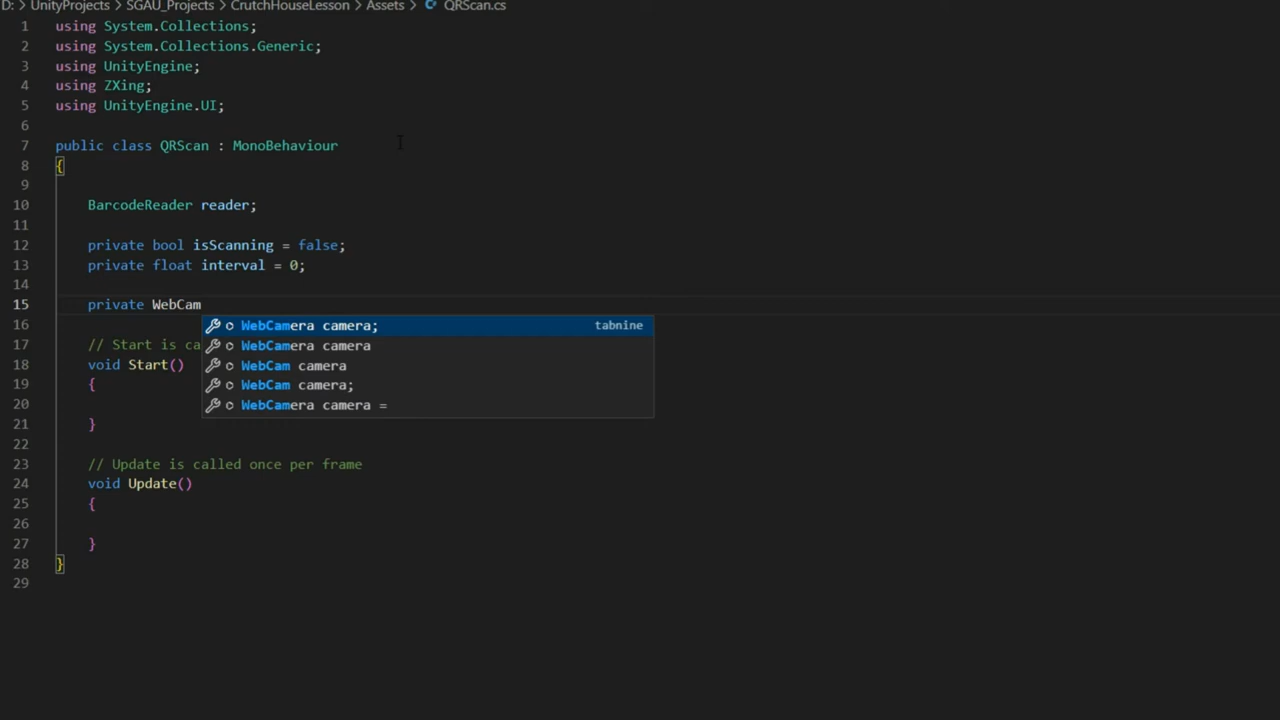 D: > UnityProjects > SGAU_Projects > CrutchHouseLesson > Assets > QRScan.cs
1 using System.Collections;
2 using System.Collections.Generic;
3 using UnityEngine;
4 using ZXing;
5 using UnityEngine.UI;
6
7 public class QRScan : MonoBehaviour
8 {
9
10 BarcodeReader reader;
11
12 private bool isScanning = false;
13 private float interval = 0;
14
15 private WebCam
16 WebCamera camera; tabnine
WebCamera camera
17 // Start is ca
18 void Start() WebCam camera
19 { WebCam camera;
20 WebCamera camera =
21 }
22
23 // Update is called once per frame
24 void Update()
25 {
26
27 }
28 }
29